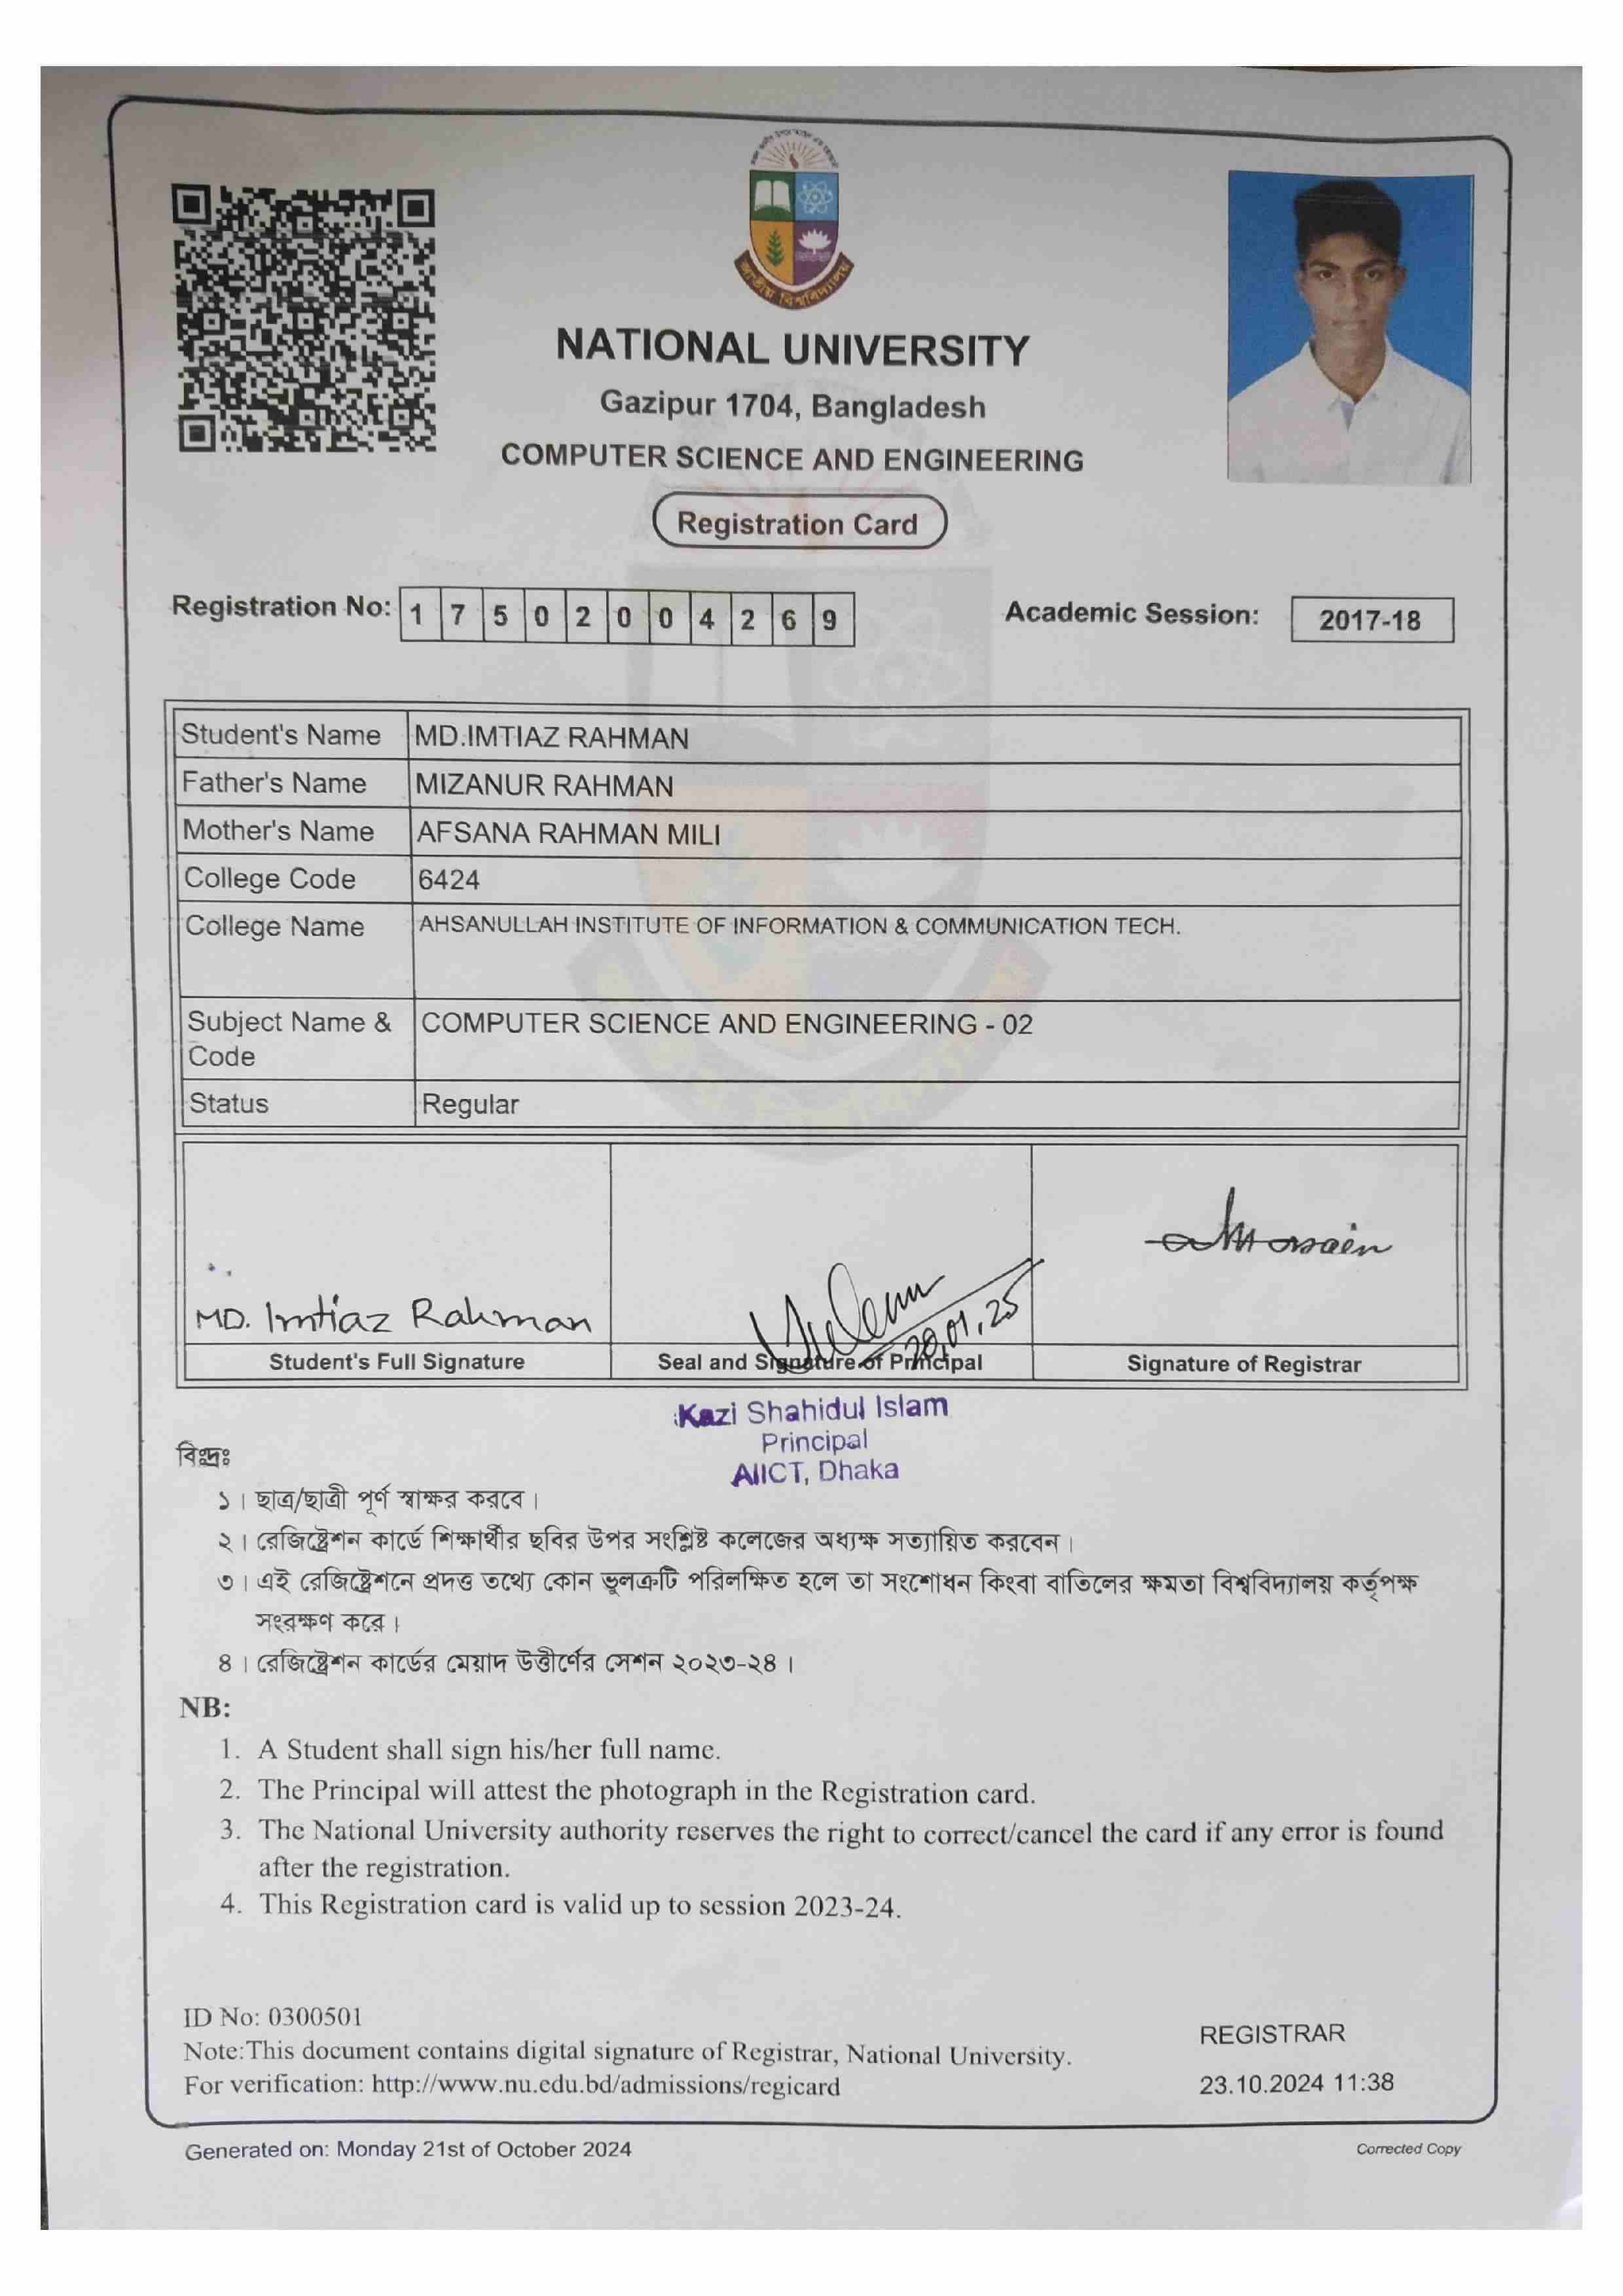 জাতীয় বিশ্ববিদ্যালয়
NATIONAL UNIVERSITY
Gazipur 1704, Bangladesh
COMPUTER SCIENCE AND ENGINEERING
Registration Card
Registration No: 1 7 5 0 2 0 0 4 2 6 9 Academic Session: 2017-18
Student's Name MD.IMTIAZ RAHMAN
Father's Name MIZANUR RAHMAN
Mother's Name AFSANA RAHMAN MILI
College Code 6424
College Name AHSANULLAH INSTITUTE OF INFORMATION & COMMUNICATION TECH.
Subject Name & COMPUTER SCIENCE AND ENGINEERING - 02
Code
Status Regular
MD. Imtiaz Rahman
20,01,25
Student's Full Signature Seal and Signature of Principal Signature of Registrar
Kazi Shahidul Islam
Principal
AIICT, Dhaka
বিঃদ্রঃ
১। ছাত্র/ছাত্রী পূর্ণ স্বাক্ষর করবে।
২। রেজিষ্ট্রেশন কার্ডে শিক্ষার্থীর ছবির উপর সংশ্লিষ্ট কলেজের অধ্যক্ষ সত্যায়িত করবেন।
৩। এই রেজিষ্ট্রেশনে প্রদত্ত তথ্যে কোন ভুলত্রুটি পরিলক্ষিত হলে তা সংশোধন কিংবা বাতিলের ক্ষমতা বিশ্ববিদ্যালয় কর্তৃপক্ষ
সংরক্ষণ করে।
৪। রেজিষ্ট্রেশন কার্ডের মেয়াদ উত্তীর্ণের সেশন ২০২৩-২৪।
NB:
1. A Student shall sign his/her full name.
2. The Principal will attest the photograph in the Registration card.
3. The National University authority reserves the right to correct/cancel the card if any error is found
after the registration.
4. This Registration card is valid up to session 2023-24.
ID No: 0300501
Note:This document contains digital signature of Registrar, National University.
For verification: http://www.nu.edu.bd/admissions/regicard
REGISTRAR
23.10.2024 11:38
Generated on: Monday 21st of October 2024
Corrected Copy